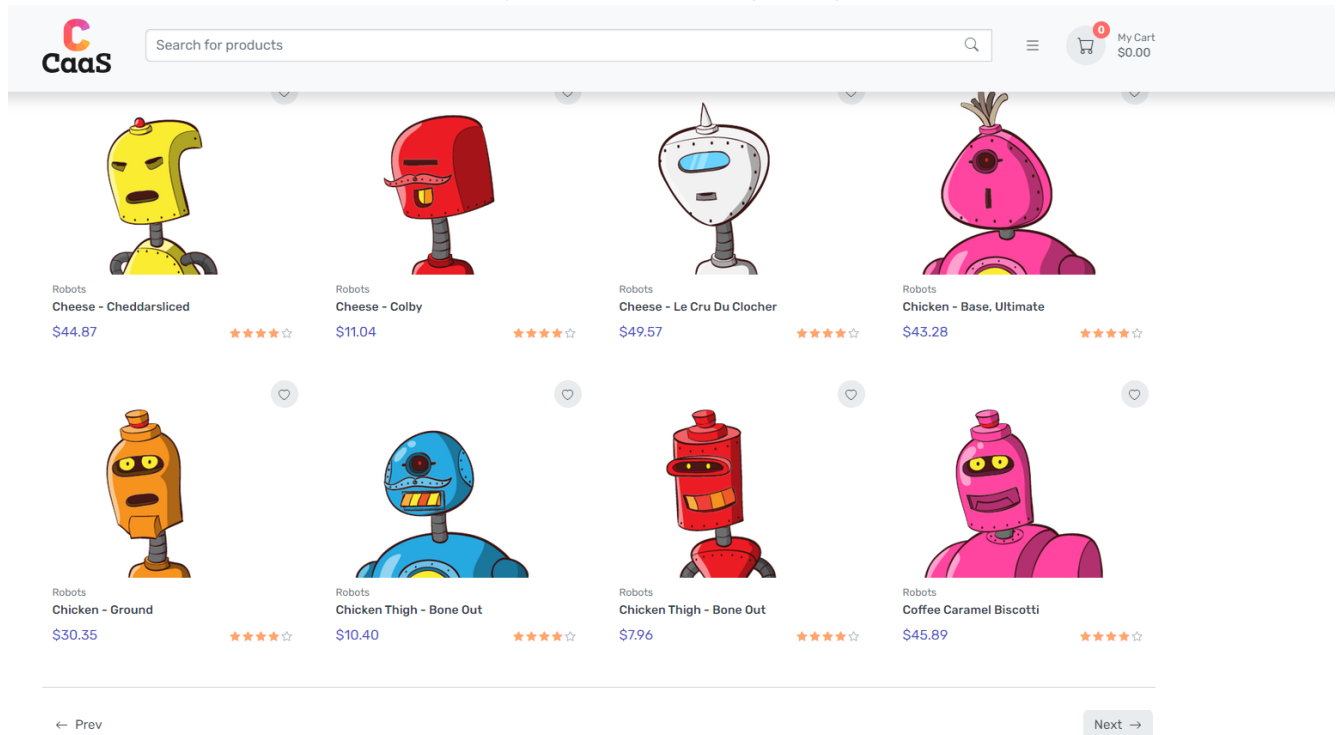 C
CaaS
Search for products
0
My Cart
$0.00
Robots
Cheese - Cheddarsliced
$44.87
Robots
Cheese - Colby
$11.04
Robots
Cheese - Le Cru Du Clocher
$49.57
Robots
Chicken - Base, Ultimate
$43.28
Robots
Chicken - Ground
$30.35
Robots
Chicken Thigh - Bone Out
$10.40
Robots
Chicken Thigh - Bone Out
$7.96
Robots
Coffee Caramel Biscotti
$45.89
← Prev
Next →